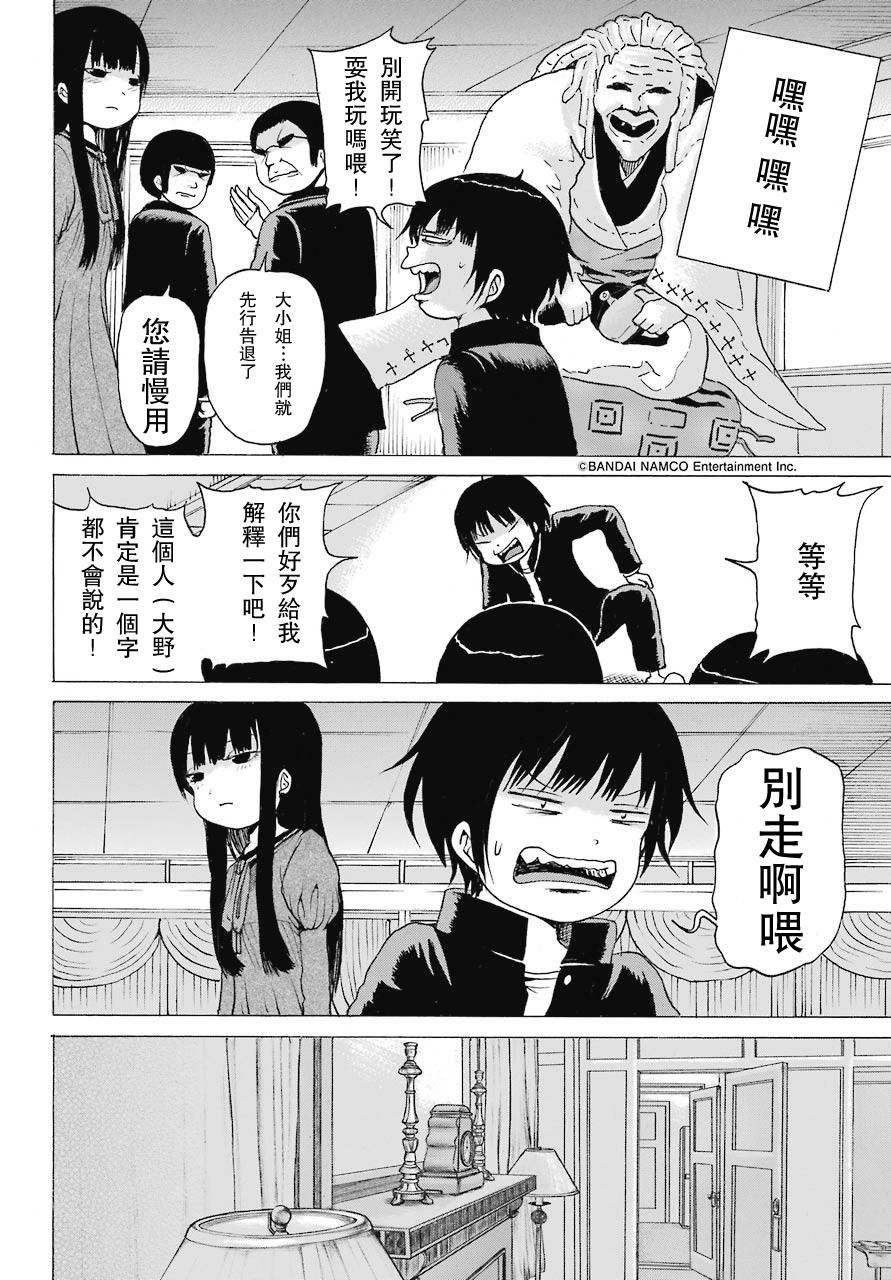 嘿嘿嘿嘿
別開玩笑了！
耍我玩嗎喂！
大小姐…我們就
先行告退了
您請慢用
©BANDAI NAMCO Entertainment Inc.
等等
你們好歹給我
解釋一下吧！
這個人（大野）
肯定是一個字
都不會說的！
別走啊喂